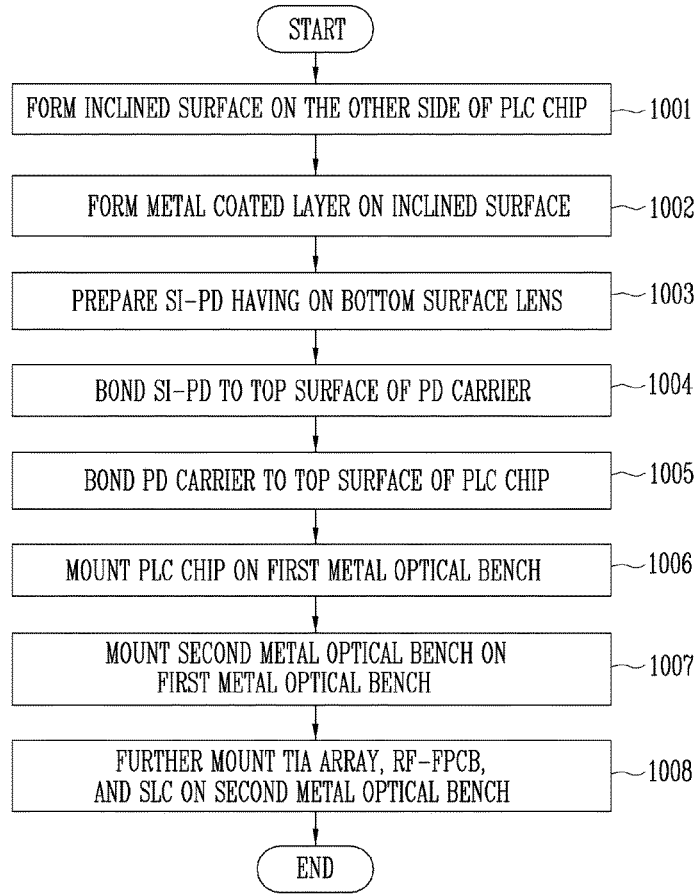 START
FORM INCLINED SURFACE ON THE OTHER SIDE OF PLC CHIP
1001
FORM METAL COATED LAYER ON INCLINED SURFACE
1002
PREPARE SI-PD HAVING ON BOTTOM SURFACE LENS
1003
BOND SI-PD TO TOP SURFACE OF PD CARRIER
1004
BOND PD CARRIER TO TOP SURFACE OF PLC CHIP
1005
MOUNT PLC CHIP ON FIRST METAL OPTICAL BENCH
1006
MOUNT SECOND METAL OPTICAL BENCH ON
FIRST METAL OPTICAL BENCH
1007
FURTHER MOUNT TIA ARRAY, RF-FPCB,
AND SLC ON SECOND METAL OPTICAL BENCH
1008
END